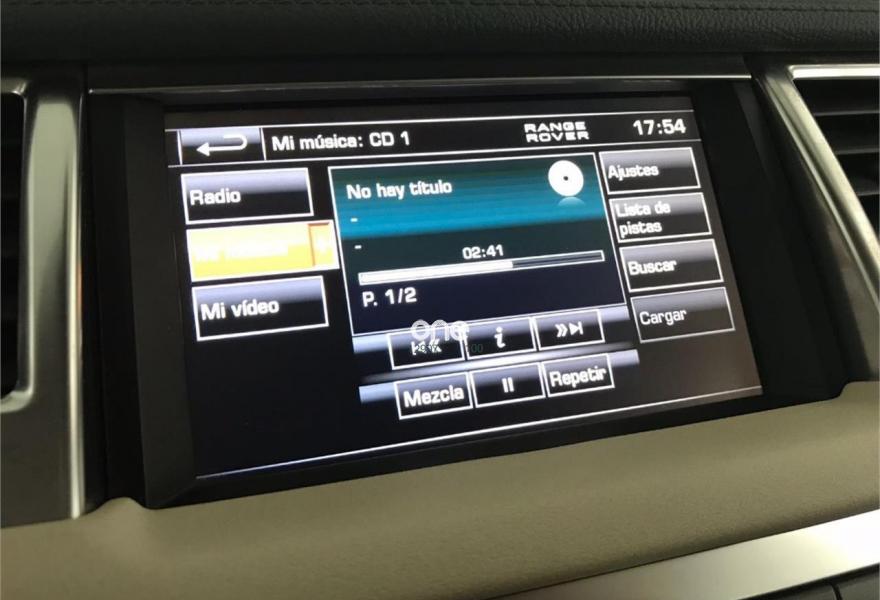 Mi música: CD 1
RANGE
ROVER
17:54
Radio
No hay título
-
-
02:41
P. 1/2
Mi vídeo
Ajustes
Lista de
pistas
Buscar
Cargar
one
i
Mezcla
Repetir